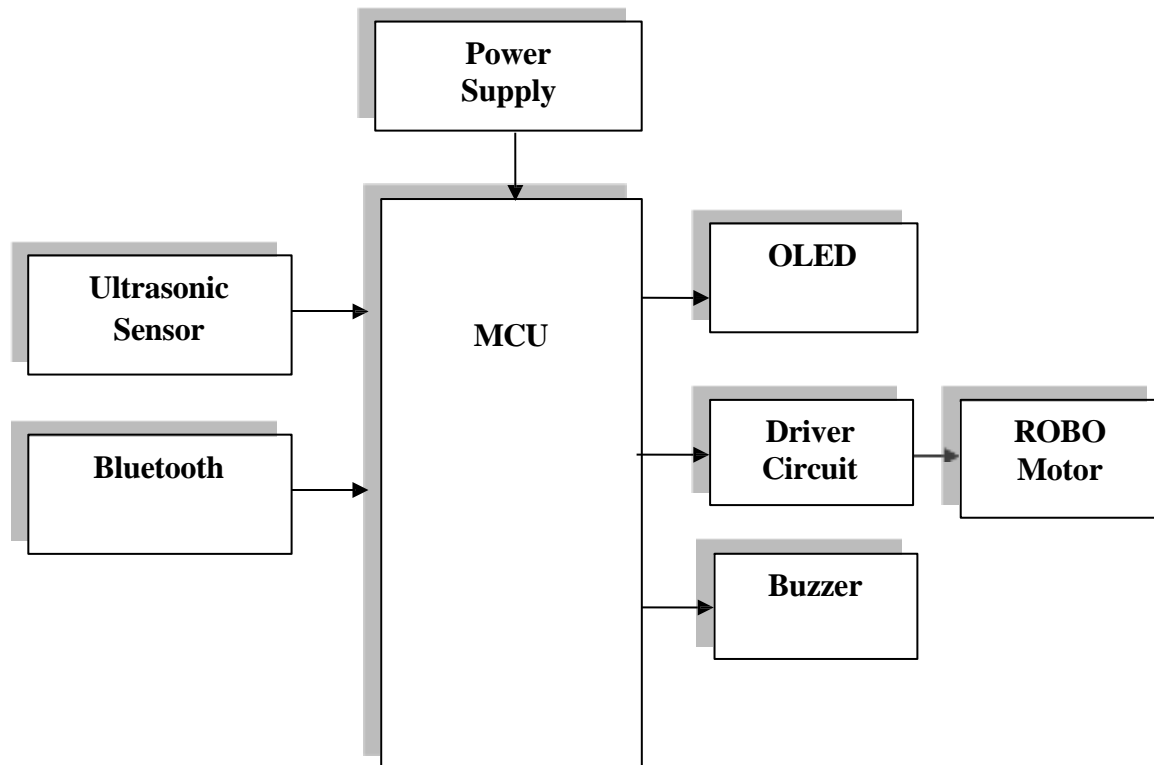 Power
Supply
Ultrasonic
Sensor
MCU
OLED
Bluetooth
Driver
Circuit
ROBO
Motor
Buzzer